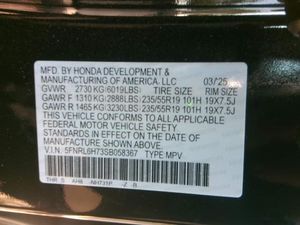 MFD. BY HONDA DEVELOPMENT &
MANUFACTURING OF AMERICA, LLC 03/25
GVWR 2730 KG(6019LBS) TIRE SIZE RIM SIZE
GAWR F 1310 KG(2888LBS)235/55R19 101H 19X7.5J
GAWR R 1465 KG(3230LBS)235/55R19 101H 19X7.5J
THIS VEHICLE CONFORMS TO ALL APPLICABLE
FEDERAL MOTOR VEHICLE SAFETY STANDARDS IN
EFFECT ON THE DATE OF MANUFACTURE SHOWN ABOVE.
V.I.N. 5FNRL6H73SB058367 TYPE MPV
THR S NH731P Z B